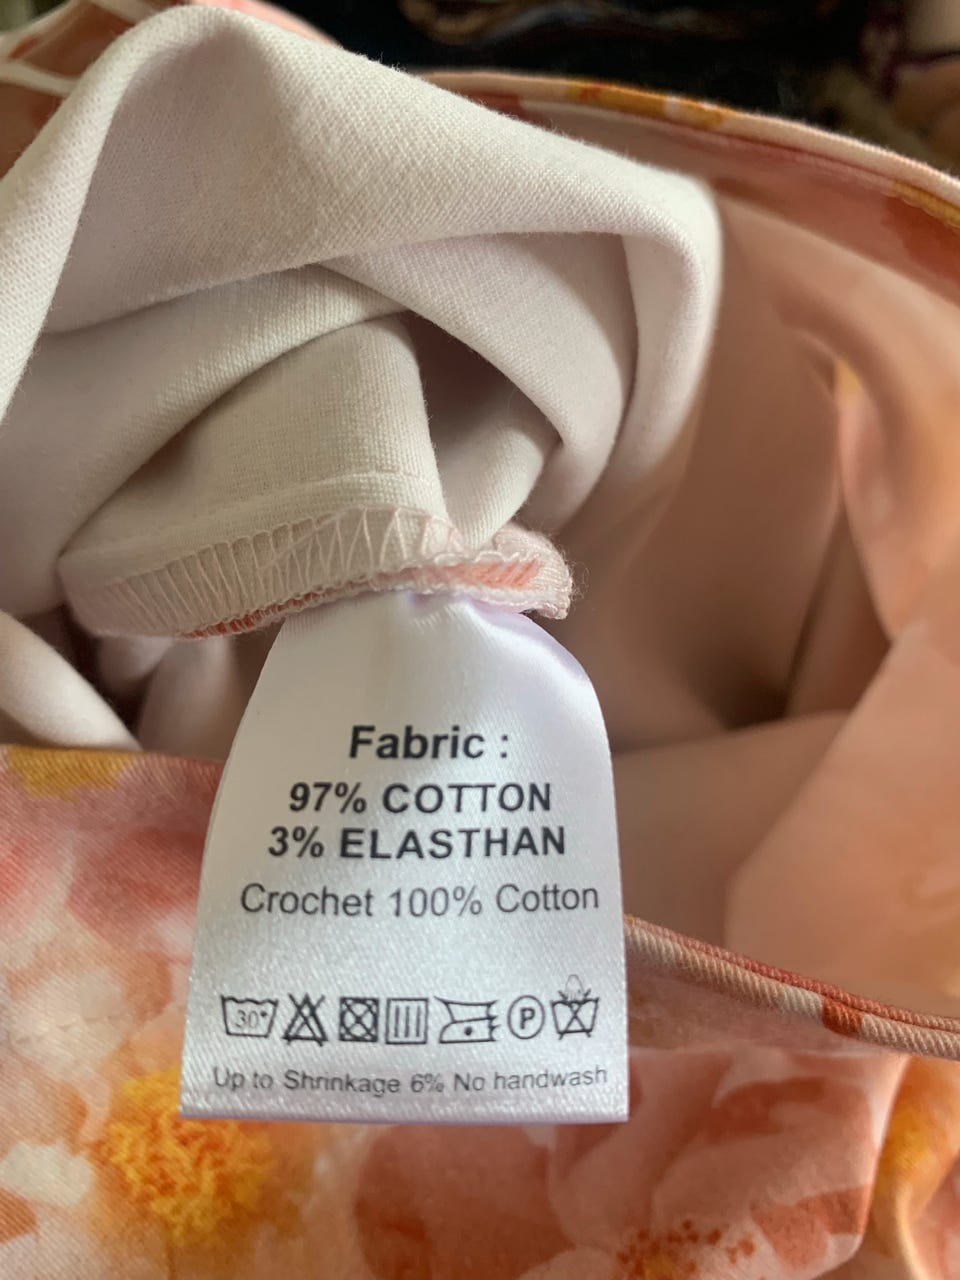 Fabric :
97% COTTON
3% ELASTHAN
Crochet 100% Cotton
30° P
Up to Shrinkage 6% No handwash